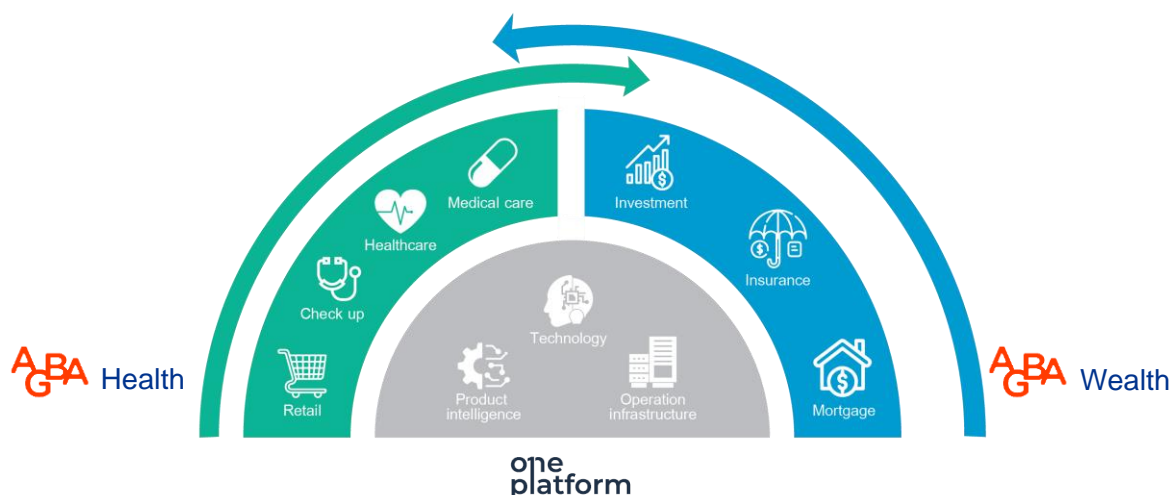 Medical care
Healthcare
Check up
Retail
Investment
Insurance
Mortgage
Technology
Product
intelligence
Operation
infrastructure
AGBA Health
AGBA Wealth
one
platform